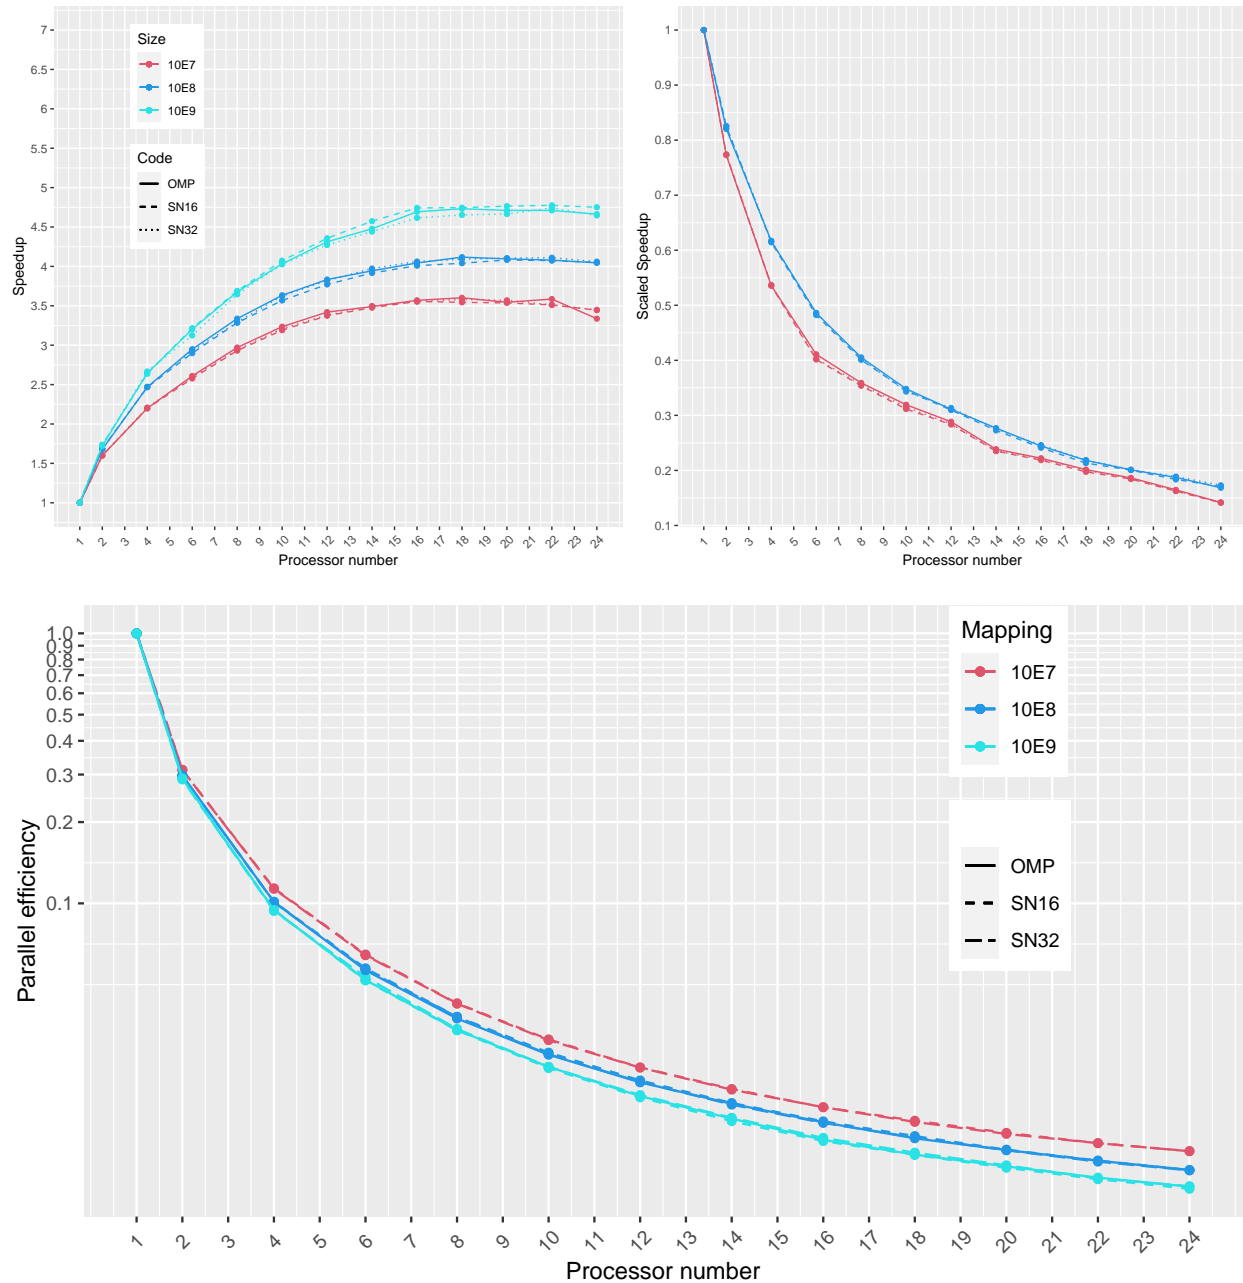 Speedup
7
6.5
6
5.5
5
4.5
4
3.5
3
2.5
2
1.5
1
Size
10E7
10E8
10E9
Code
OMP
SN16
SN32
1 2 3 4 5 6 7 8 9 10 11 12 13 14 15 16 17 18 19 20 21 22 23 24
Processor number
Scaled Speedup
1
0.9
0.8
0.7
0.6
0.5
0.4
0.3
0.2
0.1
1 2 3 4 5 6 7 8 9 10 11 12 13 14 15 16 17 18 19 20 21 22 23 24
Processor number
Parallel efficiency
1.0
0.9
0.8
0.7
0.6
0.5
0.4
0.3
0.2
0.1
Mapping
10E7
10E8
10E9
OMP
SN16
SN32
1 2 3 4 5 6 7 8 9 10 11 12 13 14 15 16 17 18 19 20 21 22 23 24
Processor number